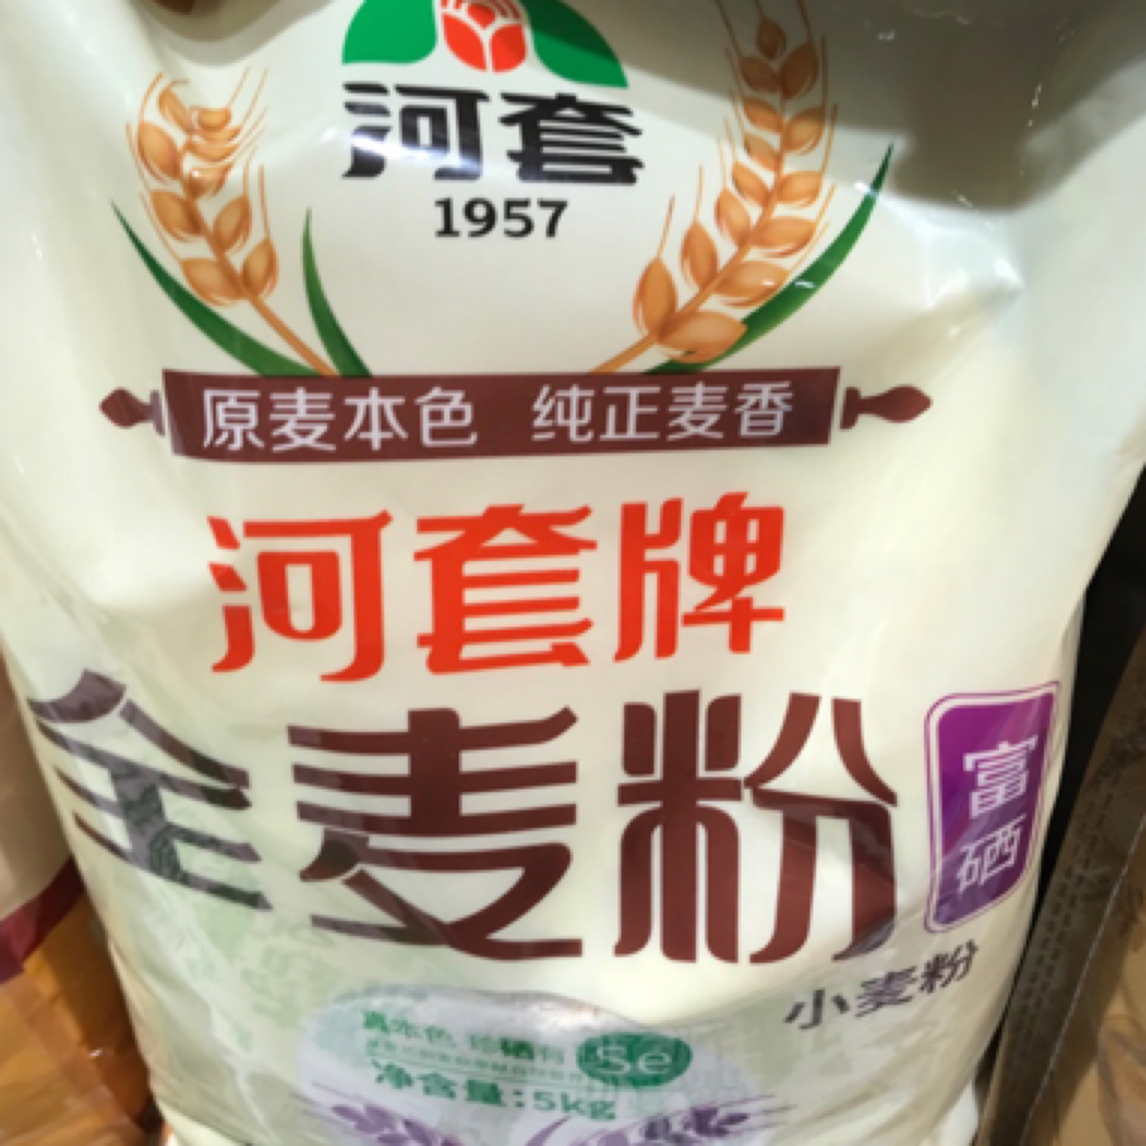 河套
1957
原麦本色 纯正麦香
河套牌
全麦粉
富硒
小麦粉
Se
净含量:5kg